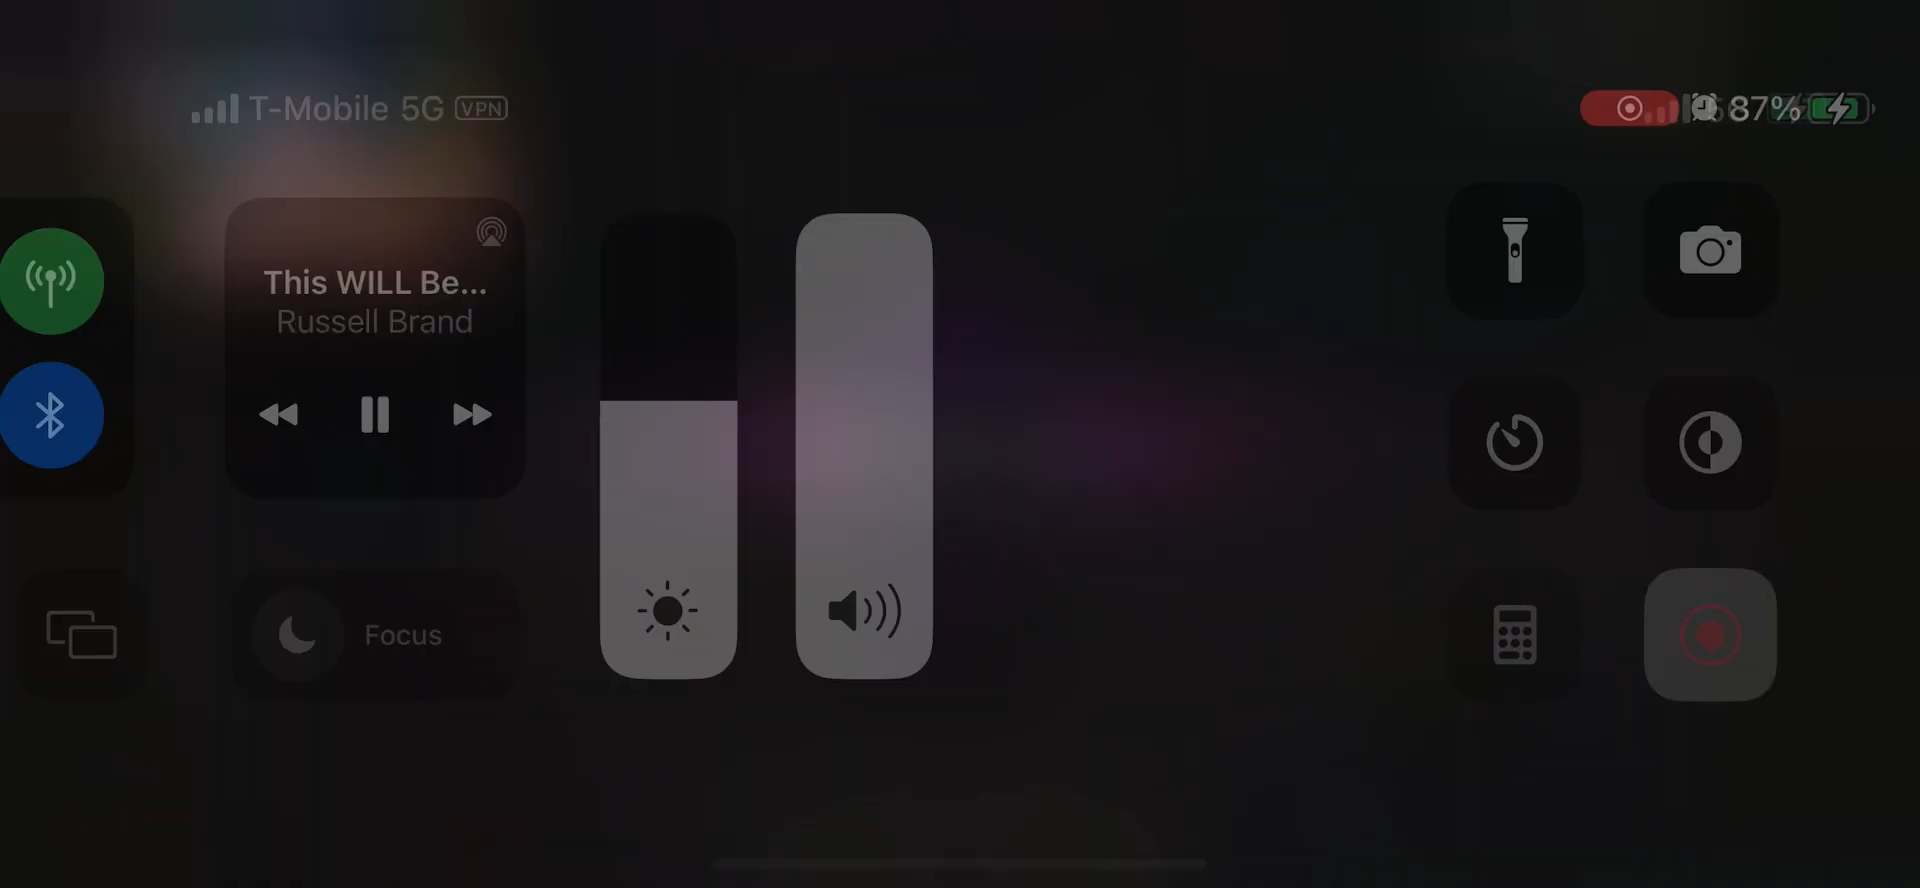 T-Mobile 5G VPN
87%
This WILL Be...
Russell Brand
Focus